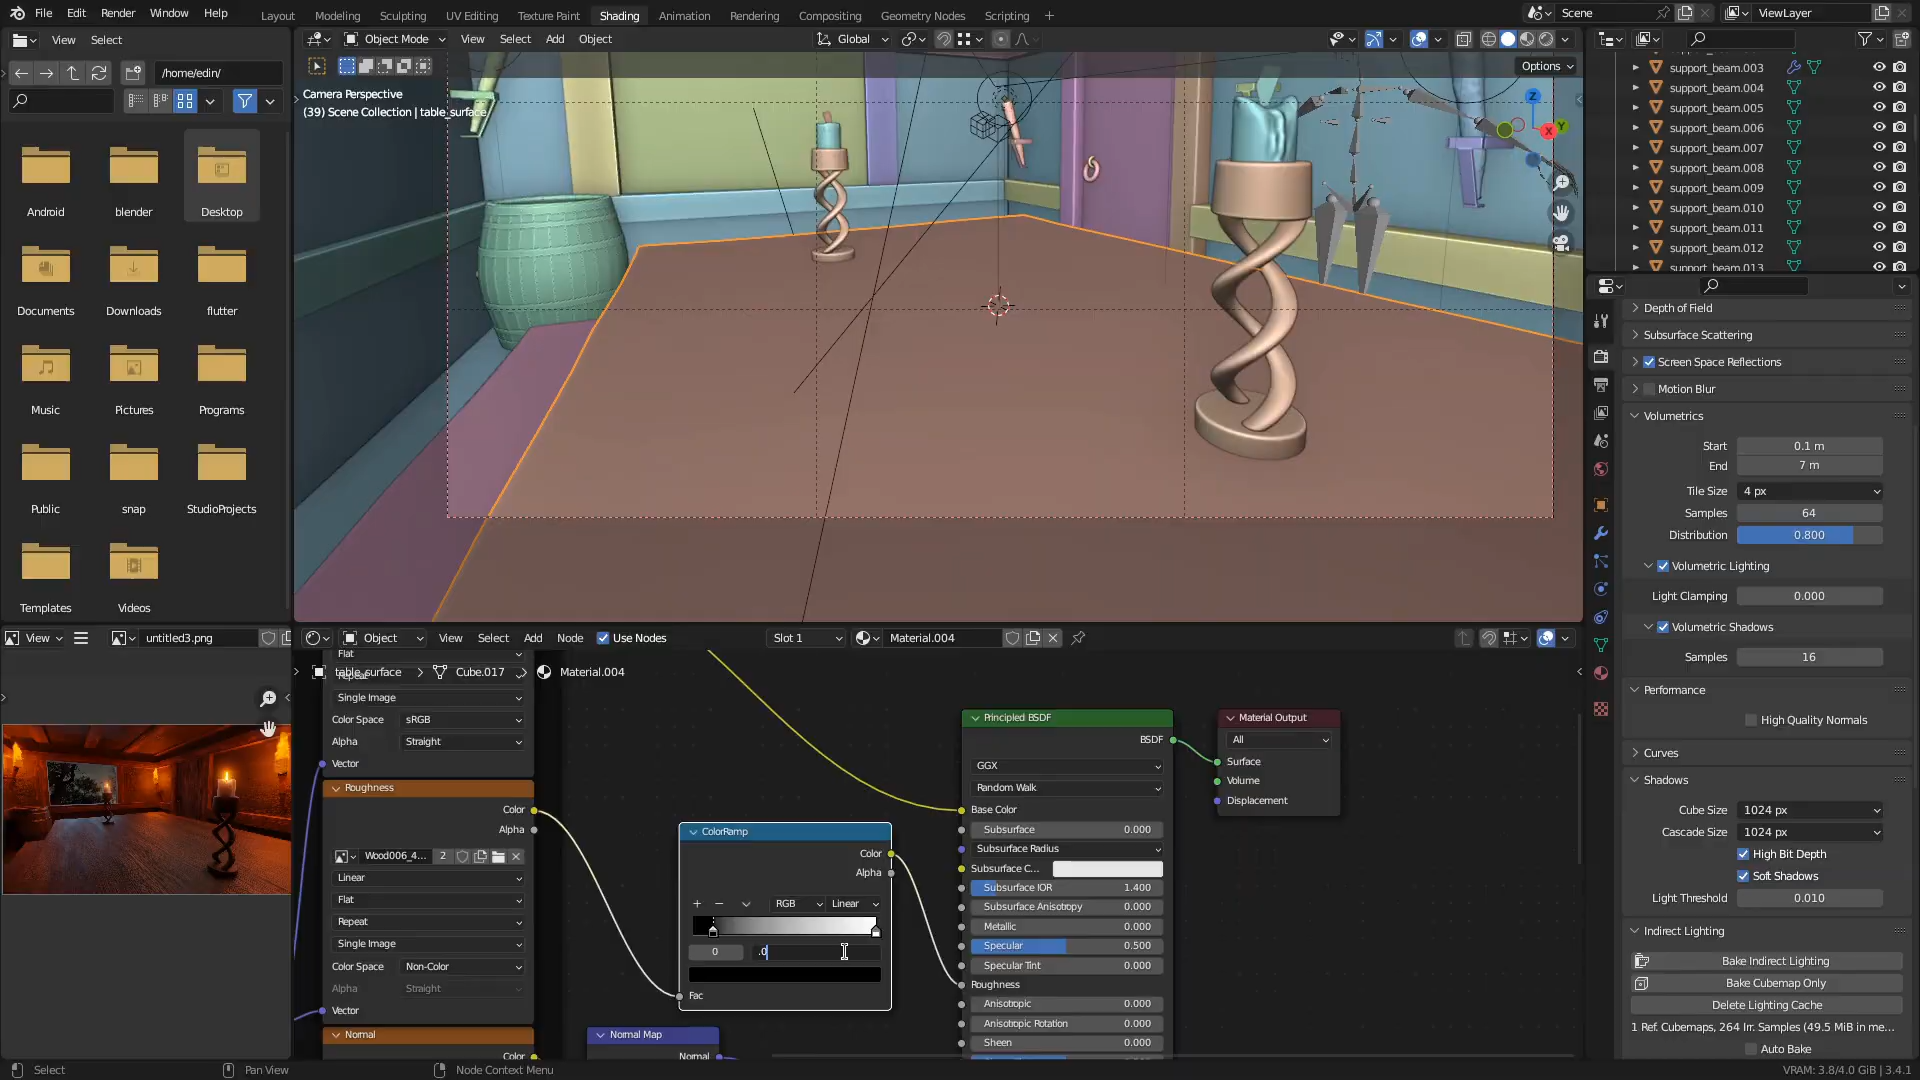 File Edit Render Window Help Layout Modeling Sculpting UV Editing Texture Paint Shading Animation Rendering Compositing Geometry Nodes Scripting + Scene ViewLayer
View Select
Object Mode View Select Add Object Global
/home/edin/
Options
Camera Perspective
(39) Scene Collection | table_surface
Android blender Desktop
Documents Downloads flutter
Music Pictures Programs
Public snap StudioProjects
Templates Videos
Z
X
Y
support_beam.003
support_beam.004
support_beam.005
support_beam.006
support_beam.007
support_beam.008
support_beam.009
support_beam.010
support_beam.011
support_beam.012
support_beam.013
Depth of Field
Subsurface Scattering
Screen Space Reflections
Motion Blur
Volumetrics
Start 0.1 m
End 7 m
Tile Size 4 px
Samples 64
Distribution 0.800
Volumetric Lighting
Light Clamping 0.000
Volumetric Shadows
Samples 16
Performance
High Quality Normals
Curves
Shadows
Cube Size 1024 px
Cascade Size 1024 px
High Bit Depth
Soft Shadows
Light Threshold 0.010
Indirect Lighting
Bake Indirect Lighting
Bake Cubemap Only
Delete Lighting Cache
1 Ref. Cubemaps, 264 Irr. Samples (49.5 MiB in me...
Auto Bake
View untitled3.png
Object View Select Add Node Use Nodes Slot 1 Material.004
table_surface > Cube.017 > Material.004
Flat
Repeat
Single Image
Color Space sRGB
Alpha Straight
Vector
Roughness
Color
Alpha
Wood006_4... 2
Linear
Flat
Repeat
Single Image
Color Space Non-Color
Alpha Straight
Vector
Normal
Color
ColorRamp
Color
Alpha
+ − RGB Linear
0 .0
Fac
Normal Map
Normal
Principled BSDF
BSDF
GGX
Random Walk
Base Color
Subsurface 0.000
Subsurface Radius
Subsurface C...
Subsurface IOR 1.400
Subsurface Anisotropy 0.000
Metallic 0.000
Specular 0.500
Specular Tint 0.000
Roughness
Anisotropic 0.000
Anisotropic Rotation 0.000
Sheen 0.000
Material Output
All
Surface
Volume
Displacement
Select Pan View Node Context Menu VRAM: 3.8/4.0 GiB | 3.4.1